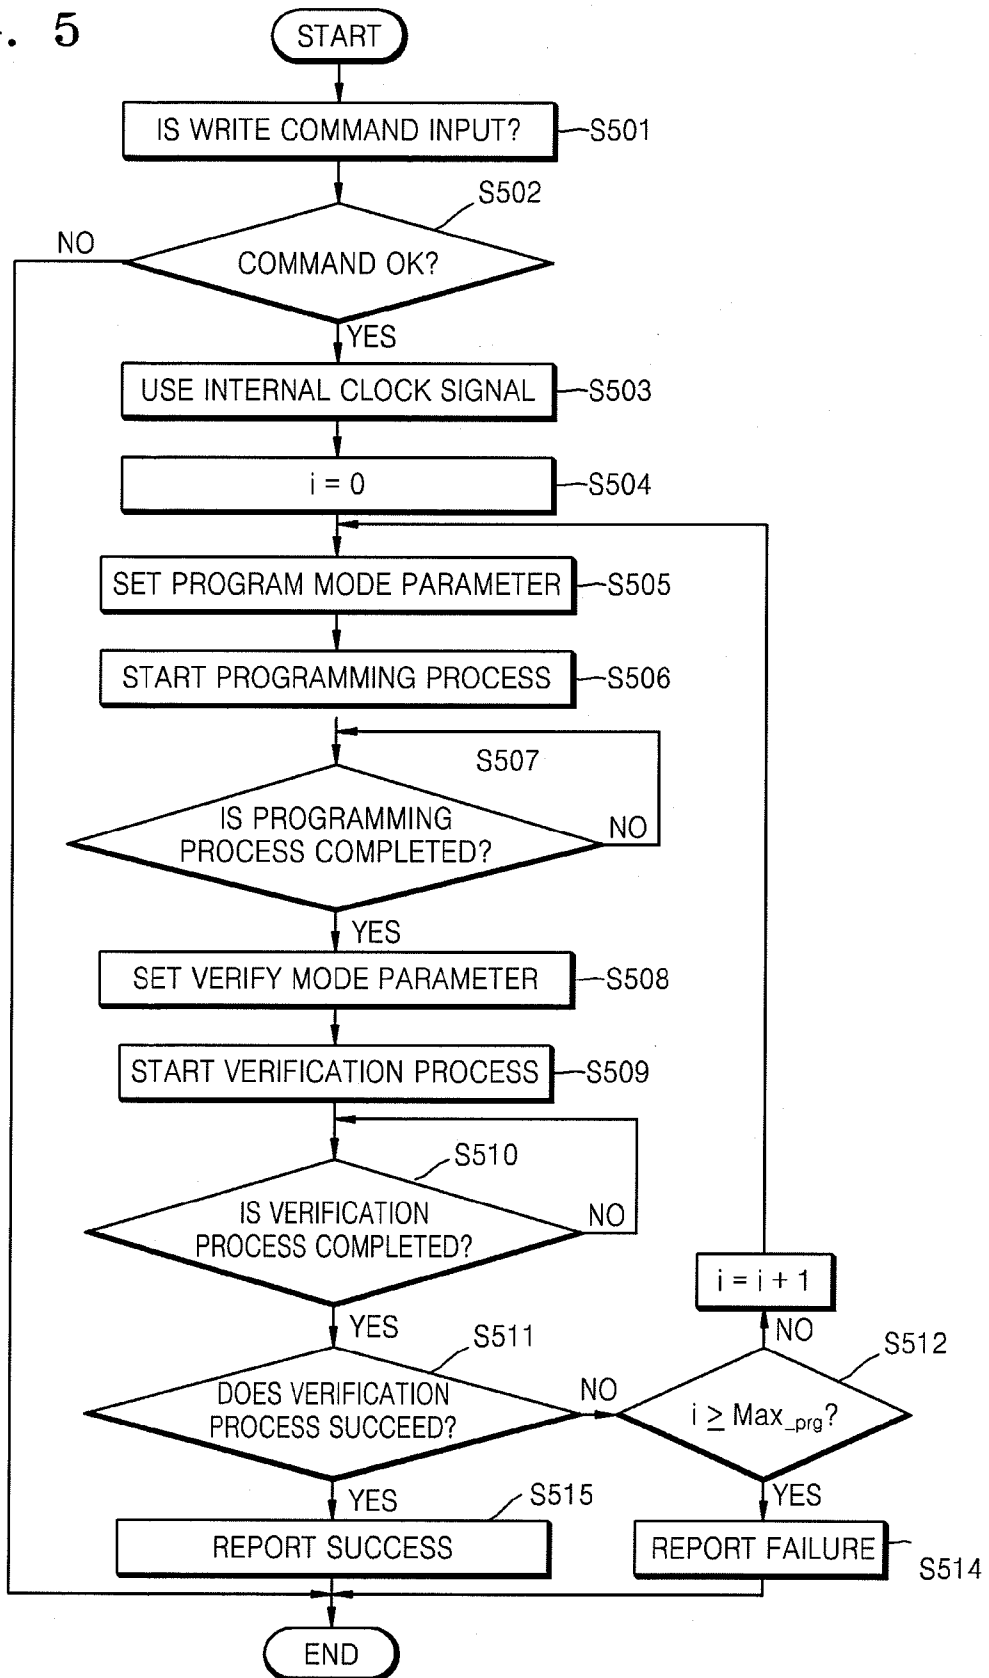 . 5
START
IS WRITE COMMAND INPUT?
S501
S502
NO
COMMAND OK?
YES
USE INTERNAL CLOCK SIGNAL
S503
i = 0
S504
SET PROGRAM MODE PARAMETER
S505
START PROGRAMMING PROCESS
S506
S507
IS PROGRAMMING
PROCESS COMPLETED?
NO
YES
SET VERIFY MODE PARAMETER
S508
START VERIFICATION PROCESS
S509
S510
IS VERIFICATION
PROCESS COMPLETED?
NO
YES
i = i + 1
NO
S511
S512
DOES VERIFICATION
PROCESS SUCCEED?
NO
i ≥ Max_prg?
YES
S515
YES
REPORT SUCCESS
REPORT FAILURE
S514
END